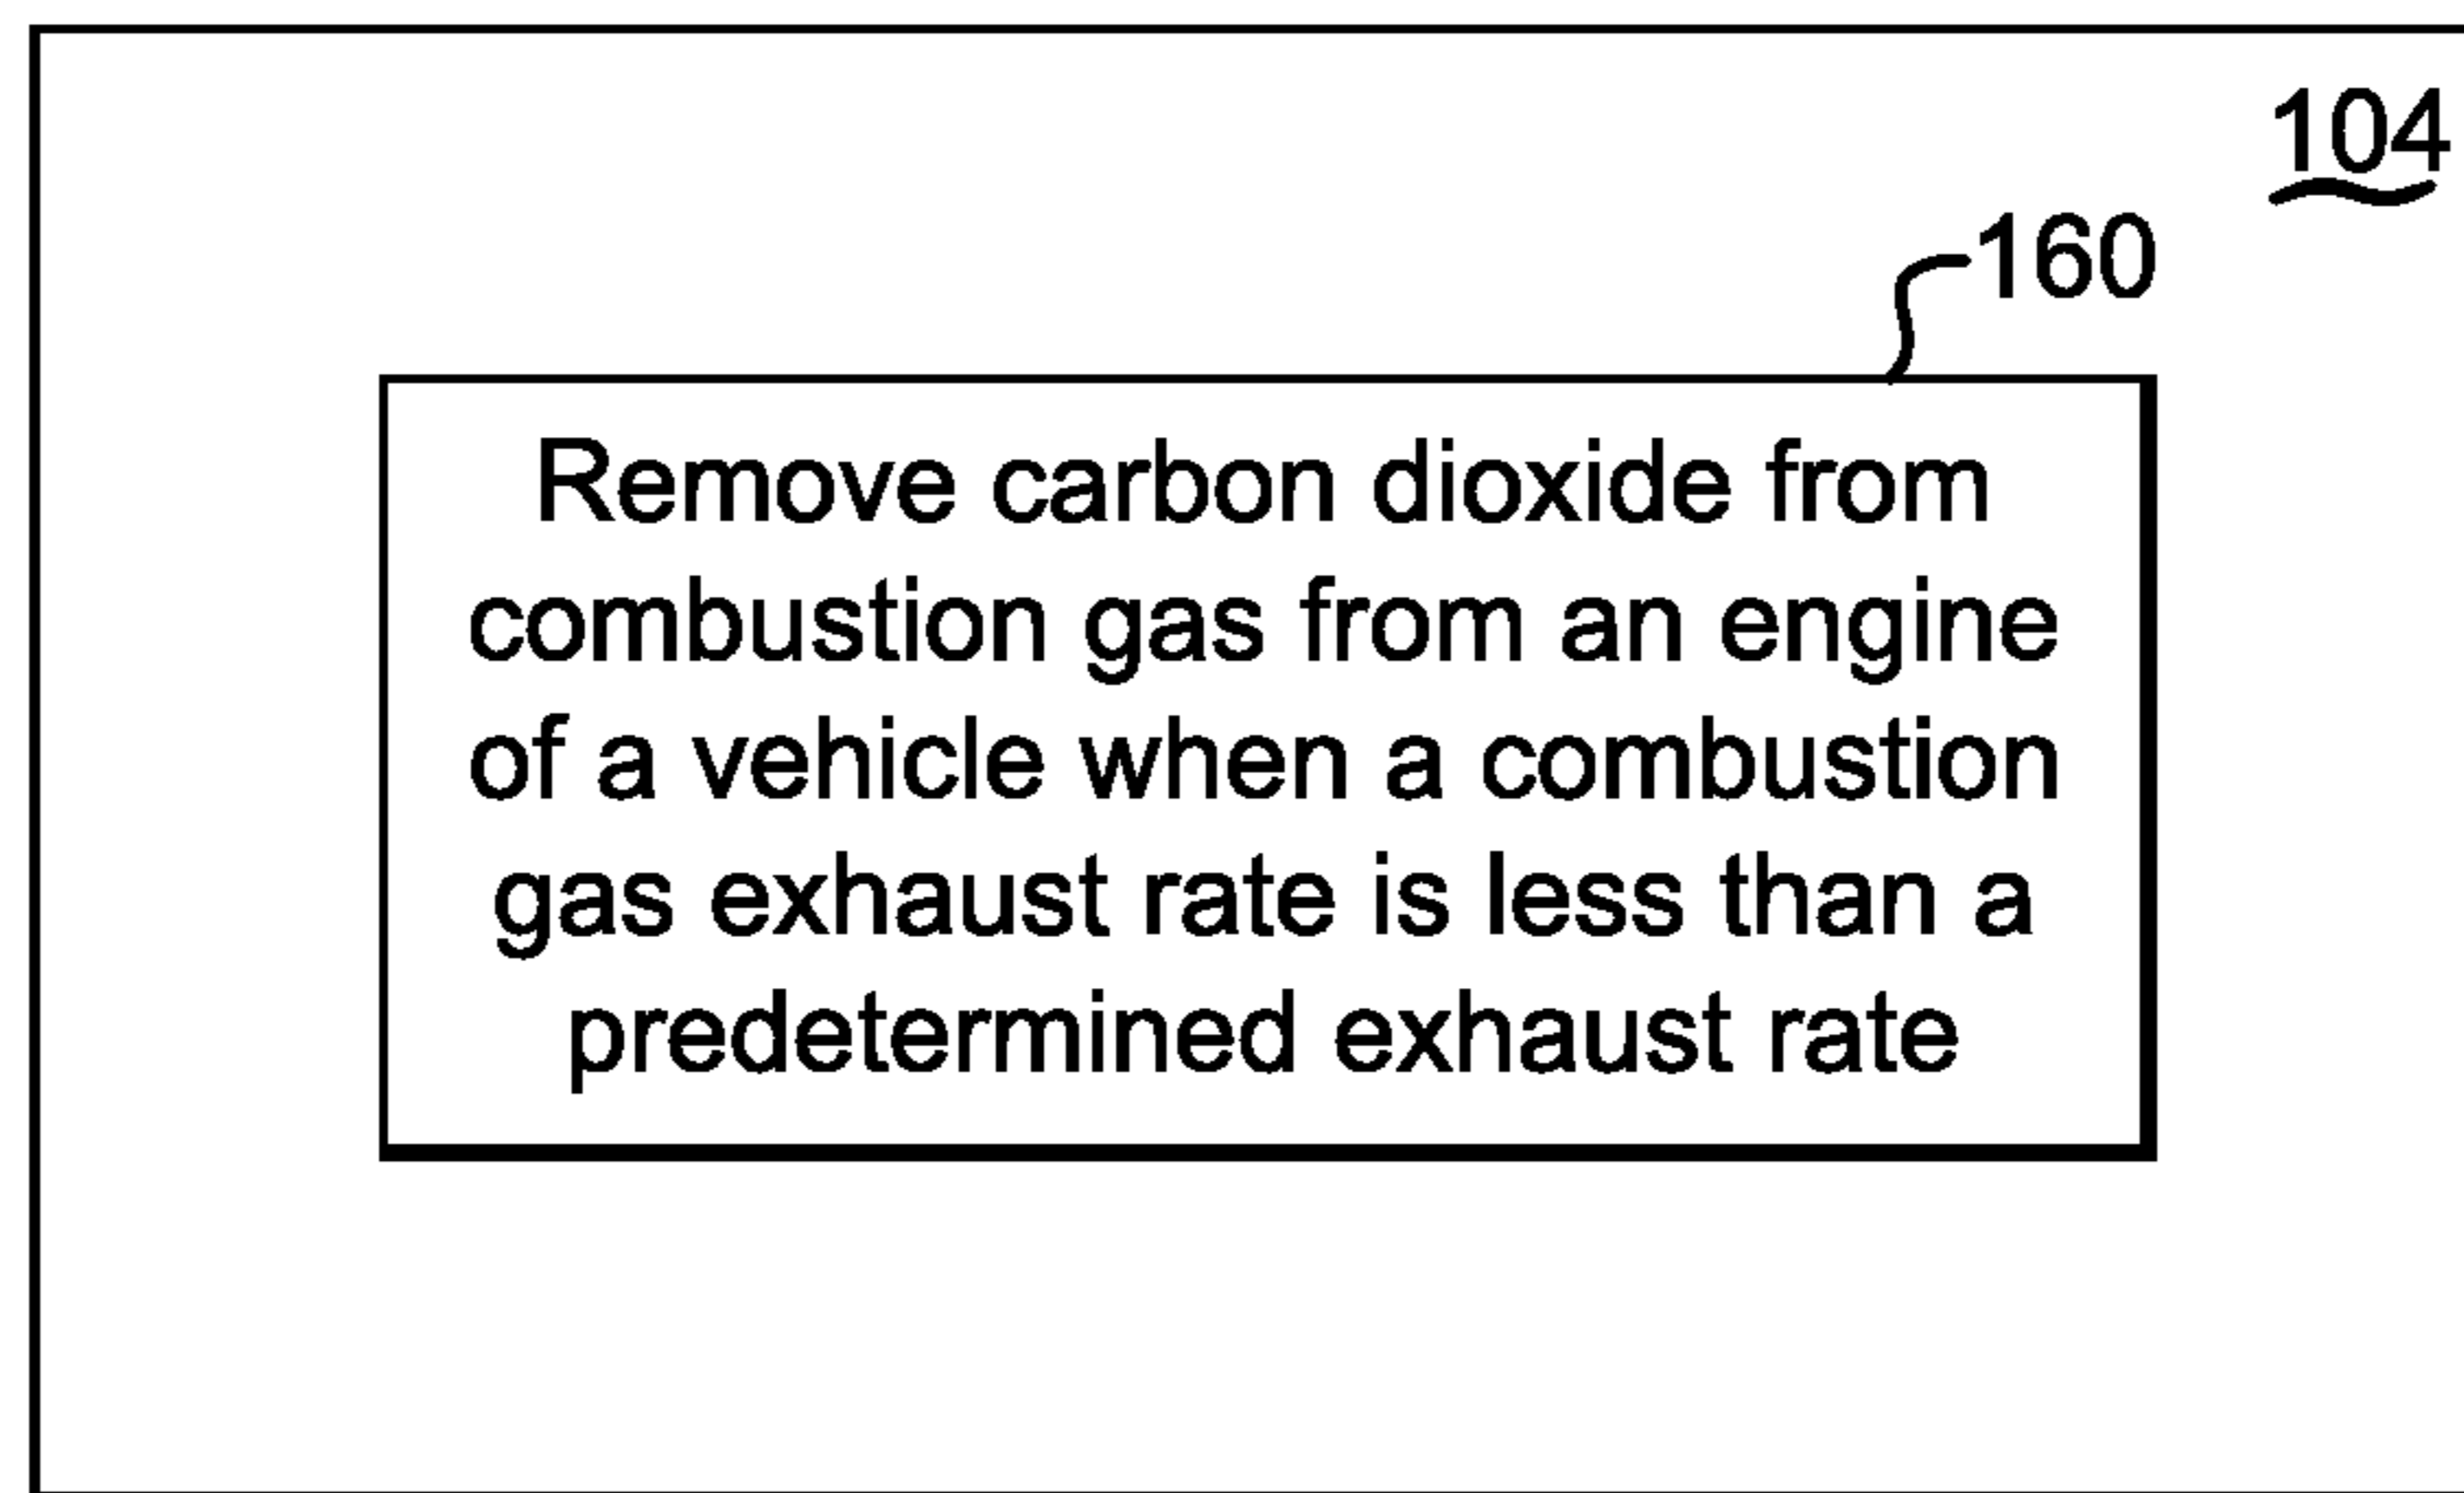 104
160
Remove carbon dioxide from
combustion gas from an engine
of a vehicle when a combustion
gas exhaust rate is less than a
predetermined exhaust rate